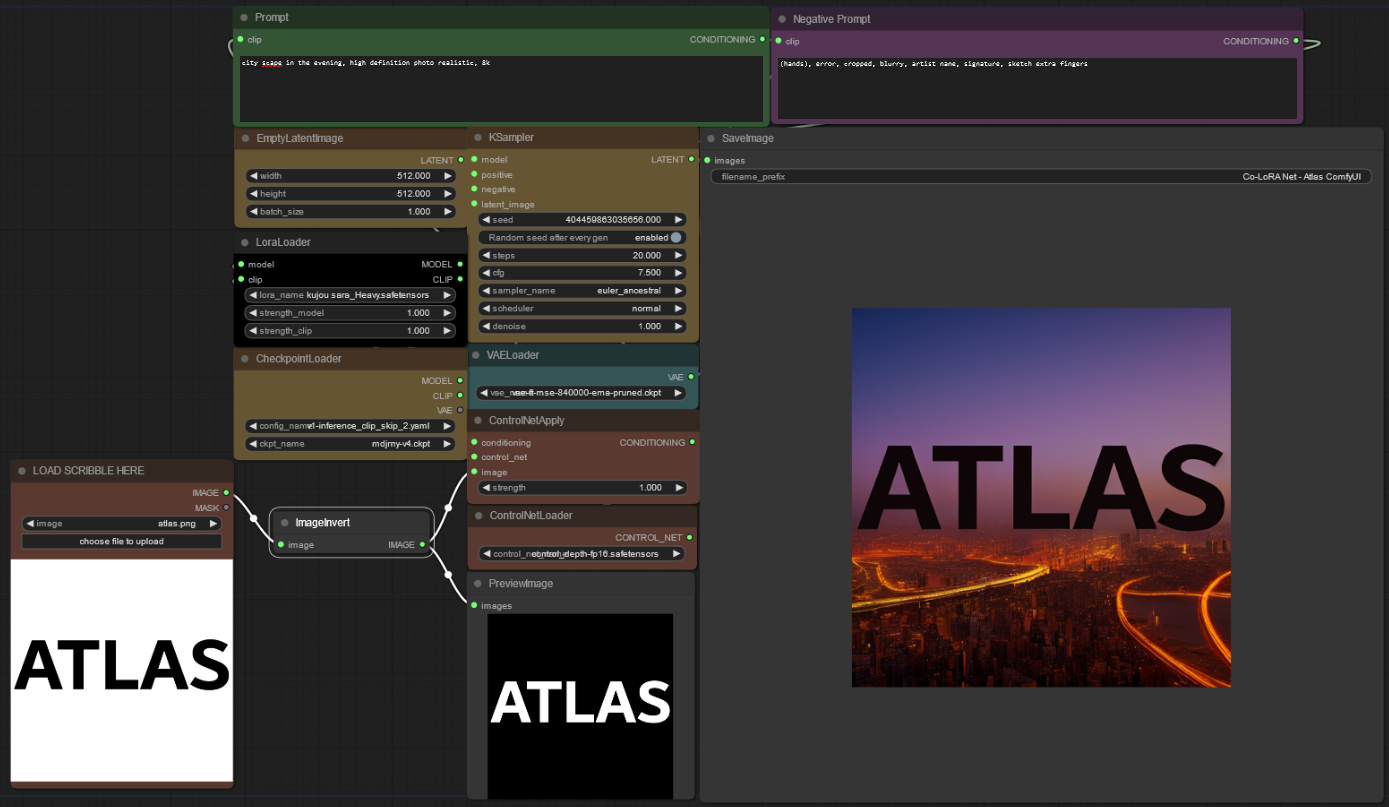 Prompt
clip CONDITIONING
city scape in the evening, high definition photo realistic, 8k
Negative Prompt
clip CONDITIONING
(hands), error, cropped, blurry, artist name, signature, sketch extra fingers
EmptyLatentImage
LATENT
width 512.000
height 512.000
batch_size 1.000
KSampler
model LATENT
positive
negative
latent_image
seed 404459863035656.000
Random seed after every gen enabled
steps 20.000
cfg 7.500
sampler_name euler_ancestral
scheduler normal
denoise 1.000
SaveImage
images
filename_prefix Co-LoRA Net - Atlas ComfyUI
ATLAS
LoraLoader
model MODEL
clip CLIP
lora_name kujou sara_Heavy.safetensors
strength_model 1.000
strength_clip 1.000
CheckpointLoader
MODEL
CLIP
VAE
config_name v1-inference_clip_skip_2.yaml
ckpt_name mdjrny-v4.ckpt
VAELoader
VAE
-mse-840000-ema-pruned.ckpt
ControlNetApply
conditioning CONDITIONING
control_net
image
strength 1.000
ControlNetLoader
CONTROL_NET
control_depth-fp16.safetensors
PreviewImage
images
ATLAS
LOAD SCRIBBLE HERE
IMAGE
MASK
image atlas.png
choose file to upload
ATLAS
ImageInvert
image IMAGE